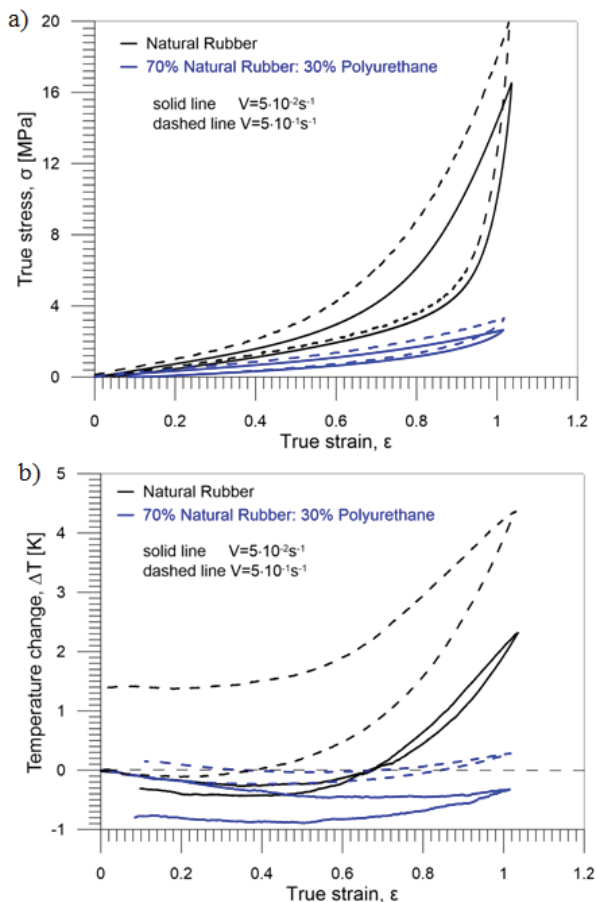 a)
20
16
12
8
4
0
True stress, σ [MPa]
Natural Rubber
70% Natural Rubber: 30% Polyurethane
solid line V=5·10⁻²s⁻¹
dashed line V=5·10⁻¹s⁻¹
0 0.2 0.4 0.6 0.8 1 1.2
True strain, ε
b)
5
4
3
2
1
0
-1
Temperature change, ΔT [K]
Natural Rubber
70% Natural Rubber: 30% Polyurethane
solid line V=5·10⁻²s⁻¹
dashed line V=5·10⁻¹s⁻¹
0 0.2 0.4 0.6 0.8 1 1.2
True strain, ε